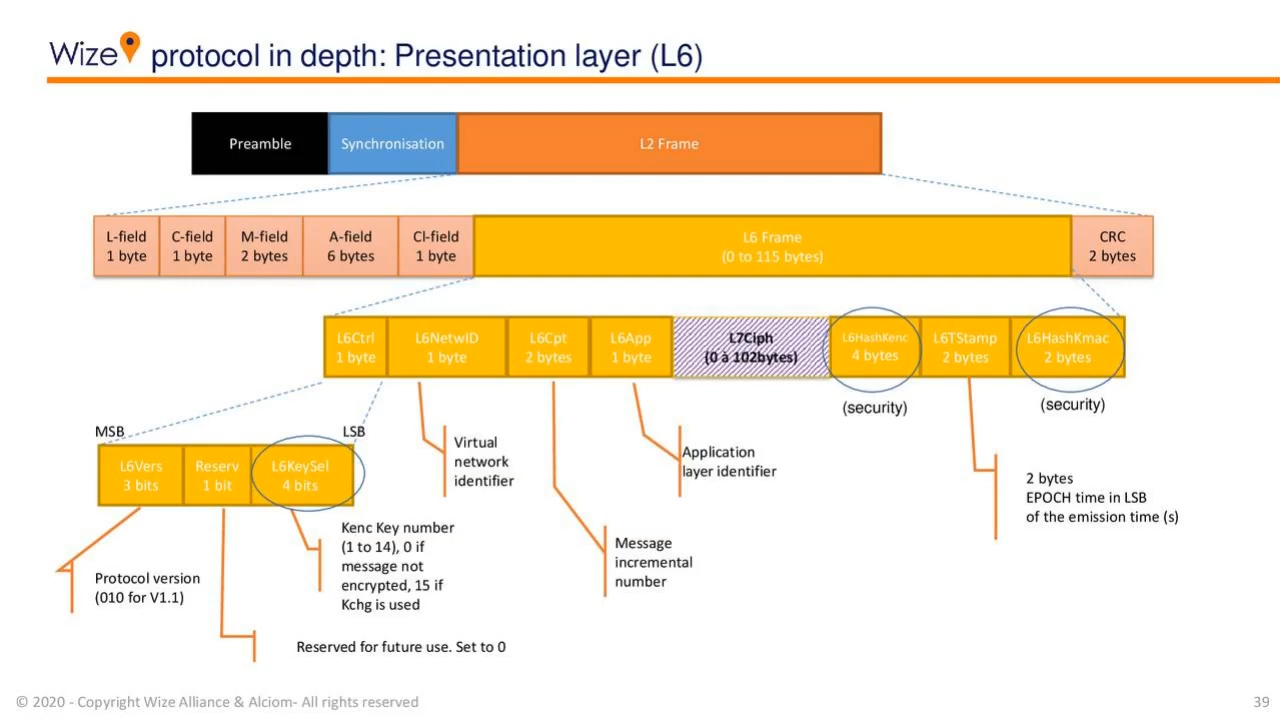 Wize protocol in depth: Presentation layer (L6)
Preamble
Synchronisation
L2 Frame
L-field
1 byte
C-field
1 byte
M-field
2 bytes
A-field
6 bytes
CI-field
1 byte
L6 Frame
(0 to 115 bytes)
CRC
2 bytes
L6Ctrl
1 byte
L6NetwID
1 byte
L6Cpt
2 bytes
L6App
1 byte
L7Ciph
(0 à 102bytes)
L6HashKenc
4 bytes
L6TStamp
2 bytes
L6HashKmac
2 bytes
(security)
(security)
MSB
LSB
L6Vers
3 bits
Reserv
1 bit
L6KeySel
4 bits
Virtual
network
identifier
Application
layer identifier
2 bytes
EPOCH time in LSB
of the emission time (s)
Kenc Key number
(1 to 14), 0 if
message not
encrypted, 15 if
Kchg is used
Message
incremental
number
Protocol version
(010 for V1.1)
Reserved for future use. Set to 0
© 2020 - Copyright Wize Alliance & Alciom- All rights reserved
39